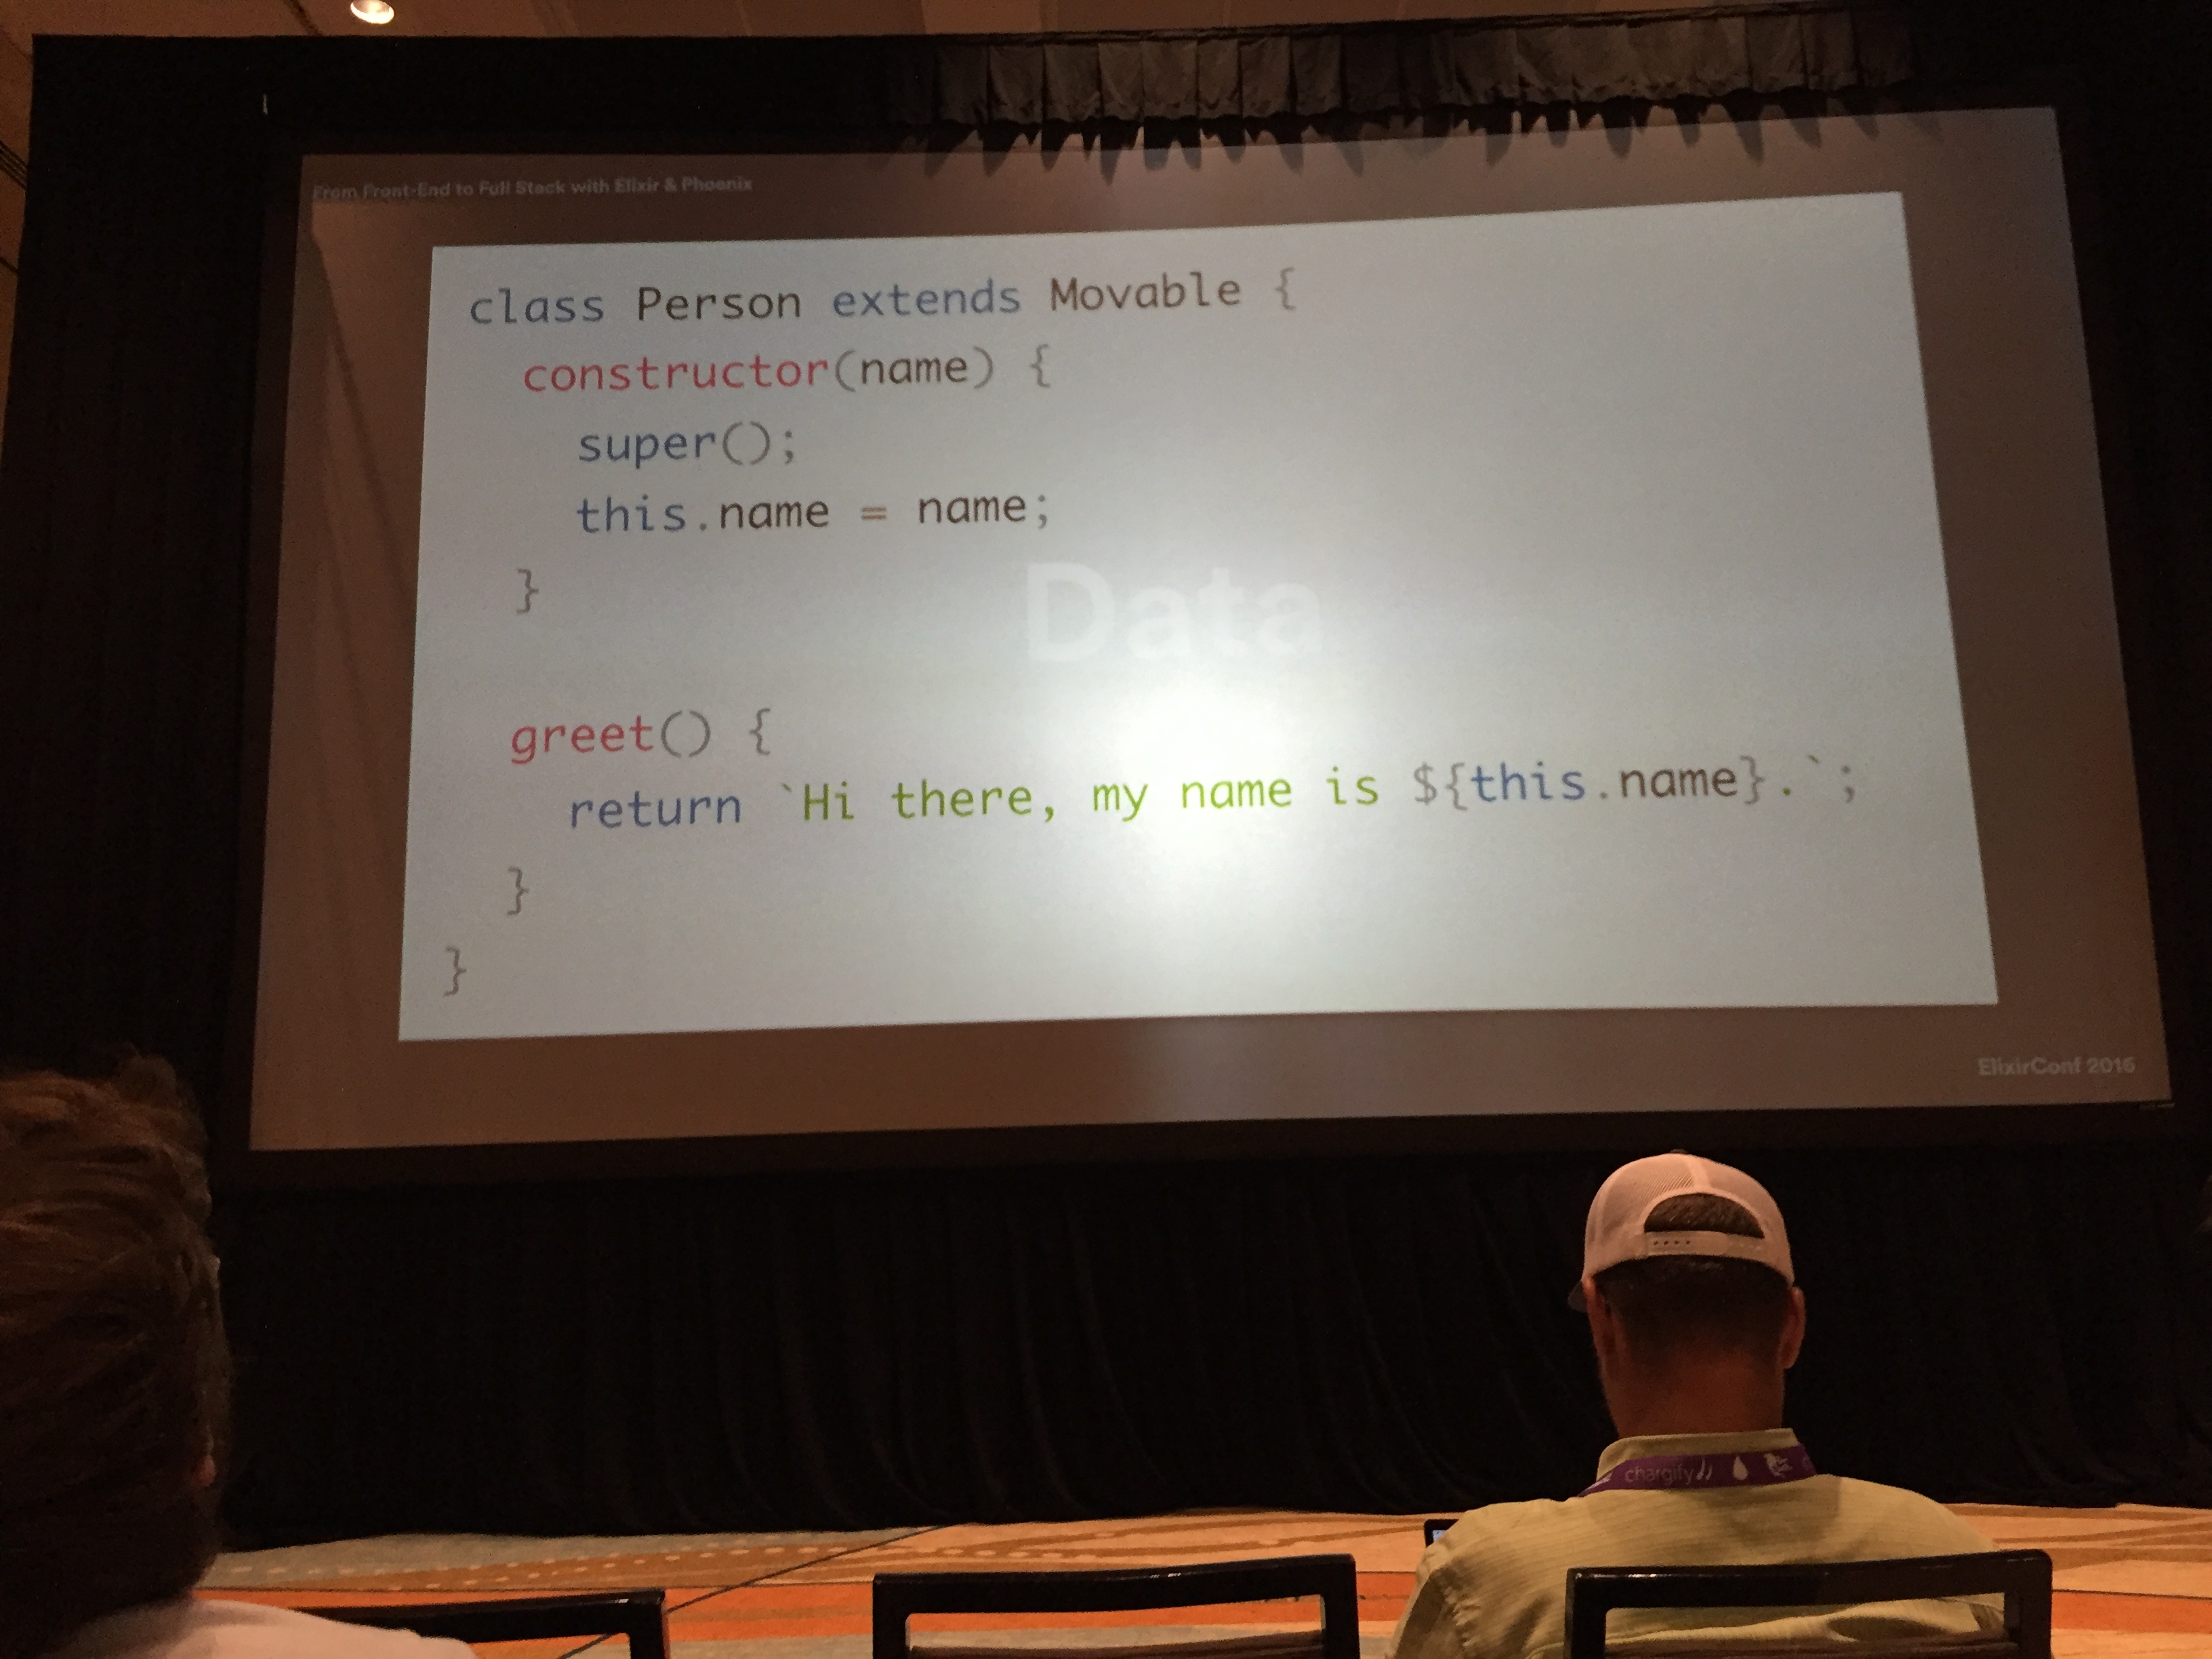 From Front-End to Full Stack with Elixir & Phoenix
class Person extends Movable {
constructor(name) {
super();
this.name = name;
}
Data
greet() {
return `Hi there, my name is ${this.name}.`;
}
}
ElixirConf 2016
chargify